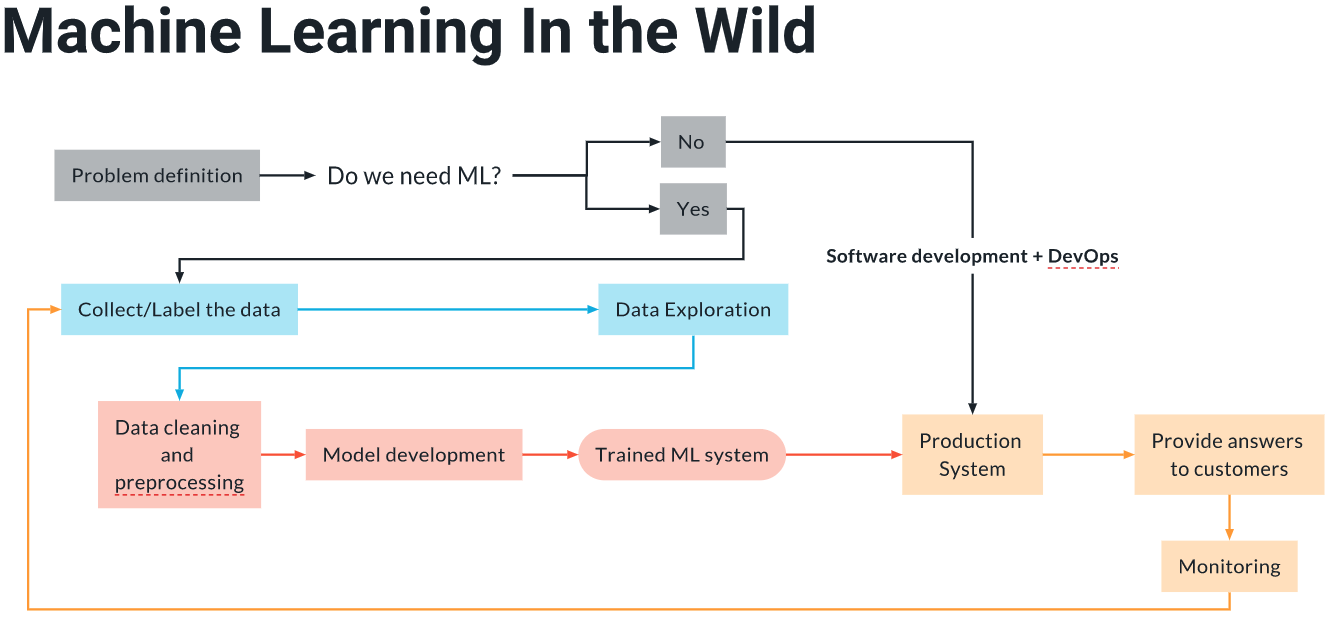 Machine Learning In the Wild
No
Problem definition
Do we need ML?
Yes
Software development + DevOps
Collect/Label the data
Data Exploration
Data cleaning
and
preprocessing
Model development
Trained ML system
Production
System
Provide answers
to customers
Monitoring